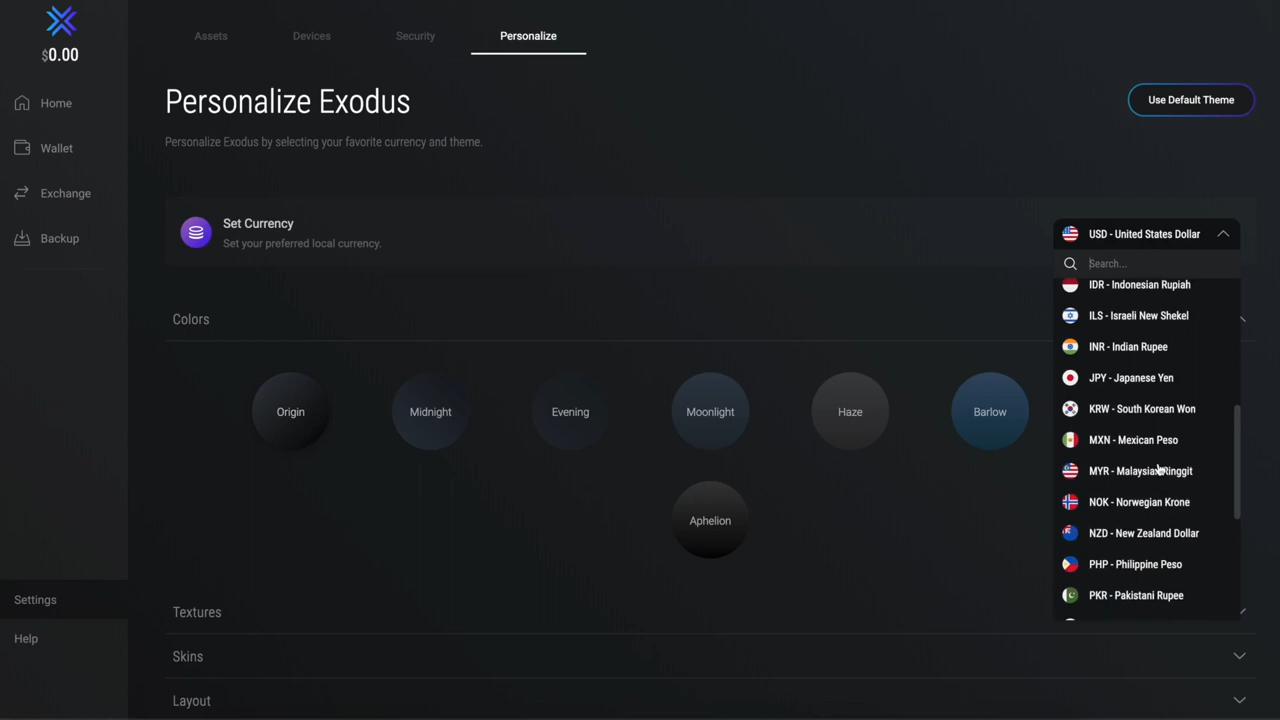 $0.00
Home
Wallet
Exchange
Backup
Settings
Help
Assets
Devices
Security
Personalize
Personalize Exodus
Use Default Theme
Personalize Exodus by selecting your favorite currency and theme.
Set Currency
Set your preferred local currency.
USD - United States Dollar
Search...
IDR - Indonesian Rupiah
ILS - Israeli New Shekel
INR - Indian Rupee
JPY - Japanese Yen
KRW - South Korean Won
MXN - Mexican Peso
MYR - Malaysian Ringgit
NOK - Norwegian Krone
NZD - New Zealand Dollar
PHP - Philippine Peso
PKR - Pakistani Rupee
Colors
Origin
Midnight
Evening
Moonlight
Haze
Barlow
Aphelion
Textures
Skins
Layout